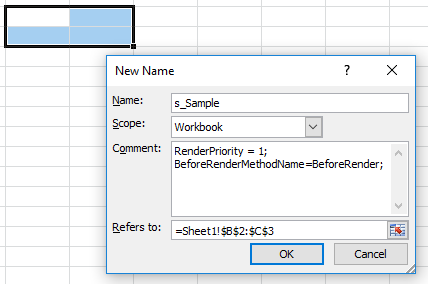 New Name
?
Name: s_Sample
Scope: Workbook
Comment: RenderPriority = 1;
BeforeRenderMethodName=BeforeRender;
Refers to: =Sheet1!$B$2:$C$3
OK Cancel